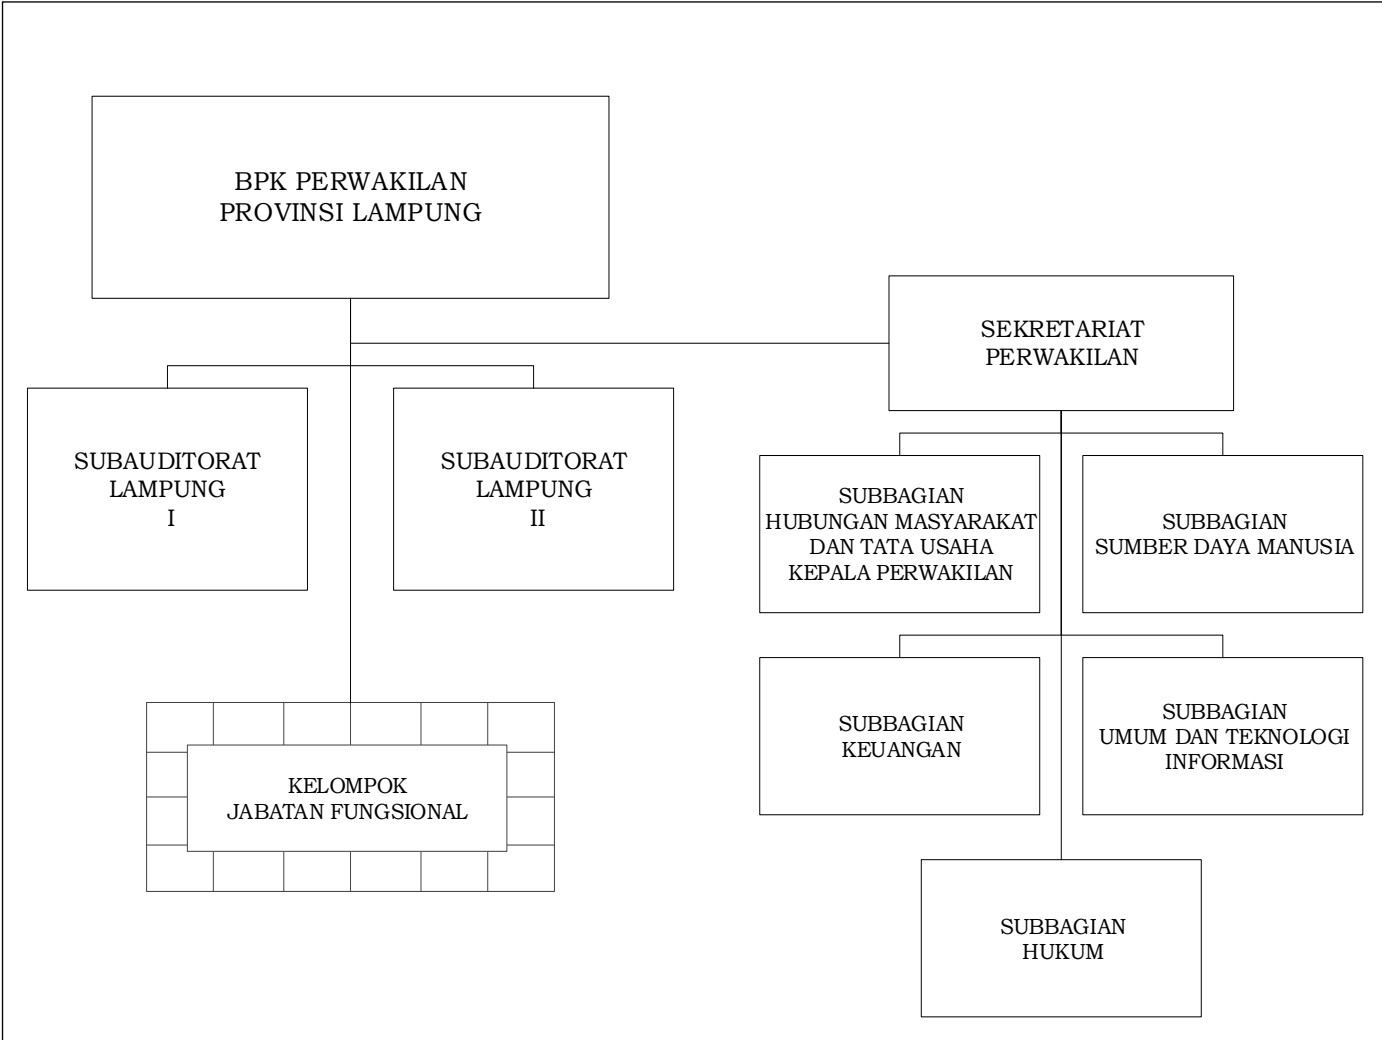 BPK PERWAKILAN
PROVINSI LAMPUNG
SEKRETARIAT
PERWAKILAN
SUBAUDITORAT
LAMPUNG
I
SUBAUDITORAT
LAMPUNG
II
SUBBAGIAN
HUBUNGAN MASYARAKAT
DAN TATA USAHA
KEPALA PERWAKILAN
SUBBAGIAN
SUMBER DAYA MANUSIA
SUBBAGIAN
KEUANGAN
SUBBAGIAN
UMUM DAN TEKNOLOGI
INFORMASI
KELOMPOK
JABATAN FUNGSIONAL
SUBBAGIAN
HUKUM